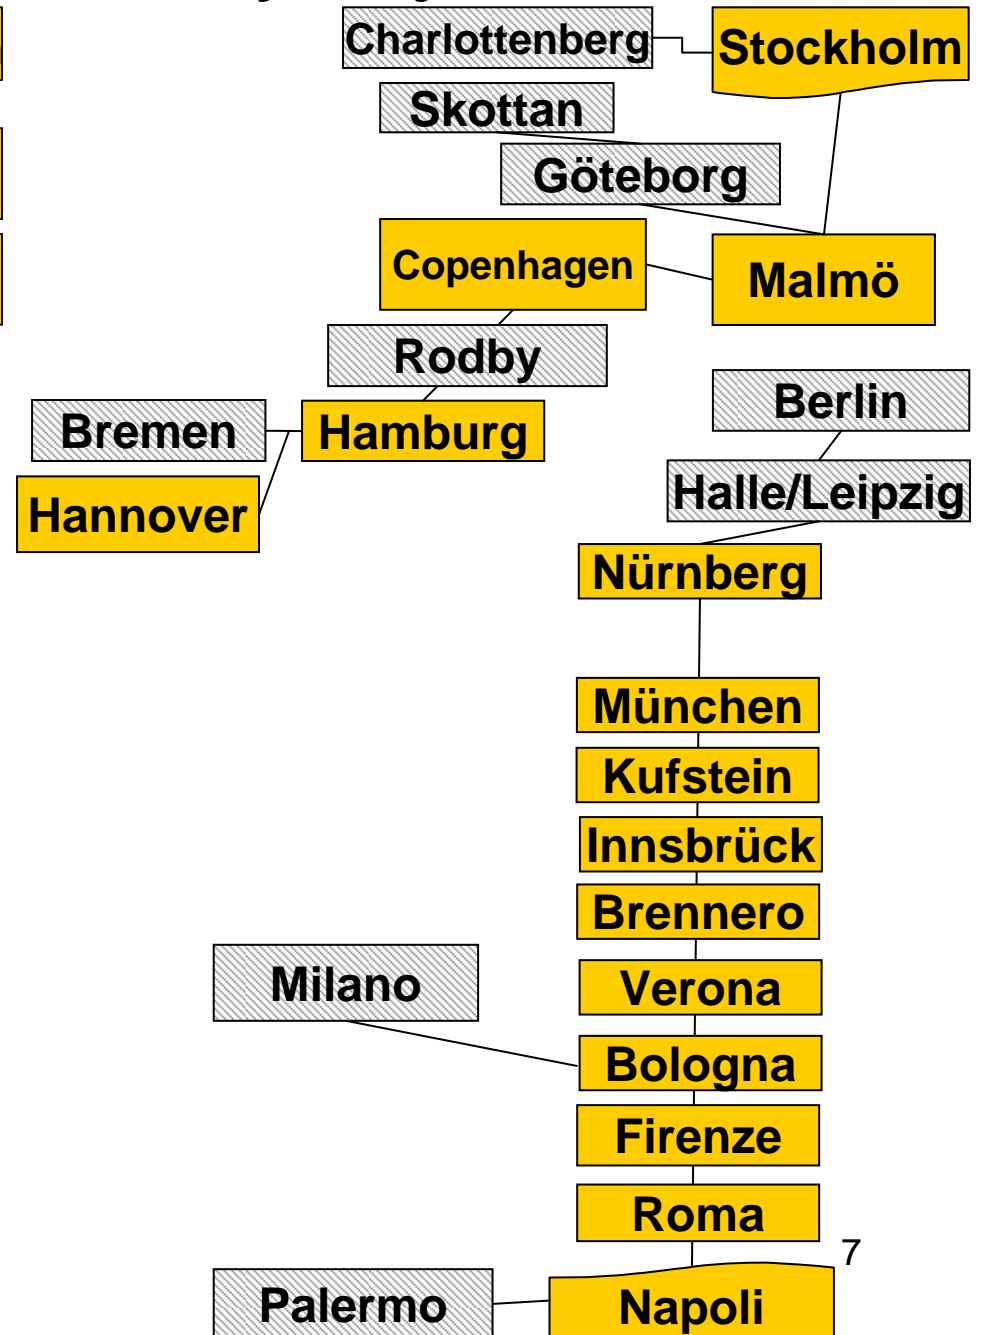 Charlottenberg
Stockholm
Skottan
Göteborg
Copenhagen
Malmö
Rodby
Berlin
Bremen
Hamburg
Halle/Leipzig
Hannover
Nürnberg
München
Kufstein
Innsbrück
Brennero
Milano
Verona
Bologna
Firenze
Roma
7
Palermo
Napoli